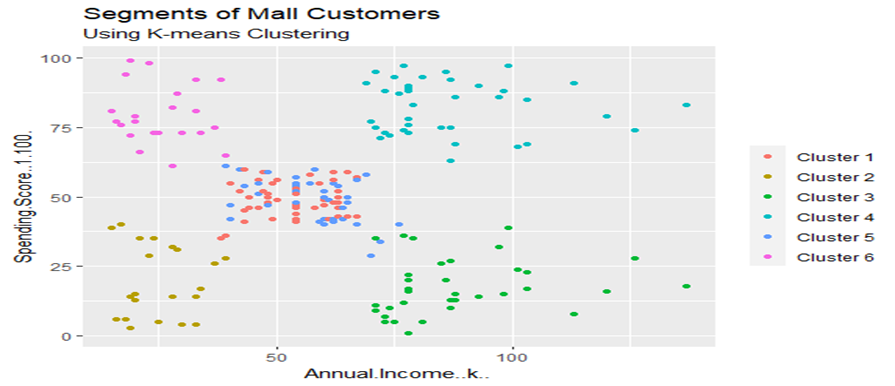 Segments of Mall Customers
Using K-means Clustering
100
75
50
25
0
Spending.Score..1.100.
50
100
Annual.Income..k..
Cluster 1
Cluster 2
Cluster 3
Cluster 4
Cluster 5
Cluster 6